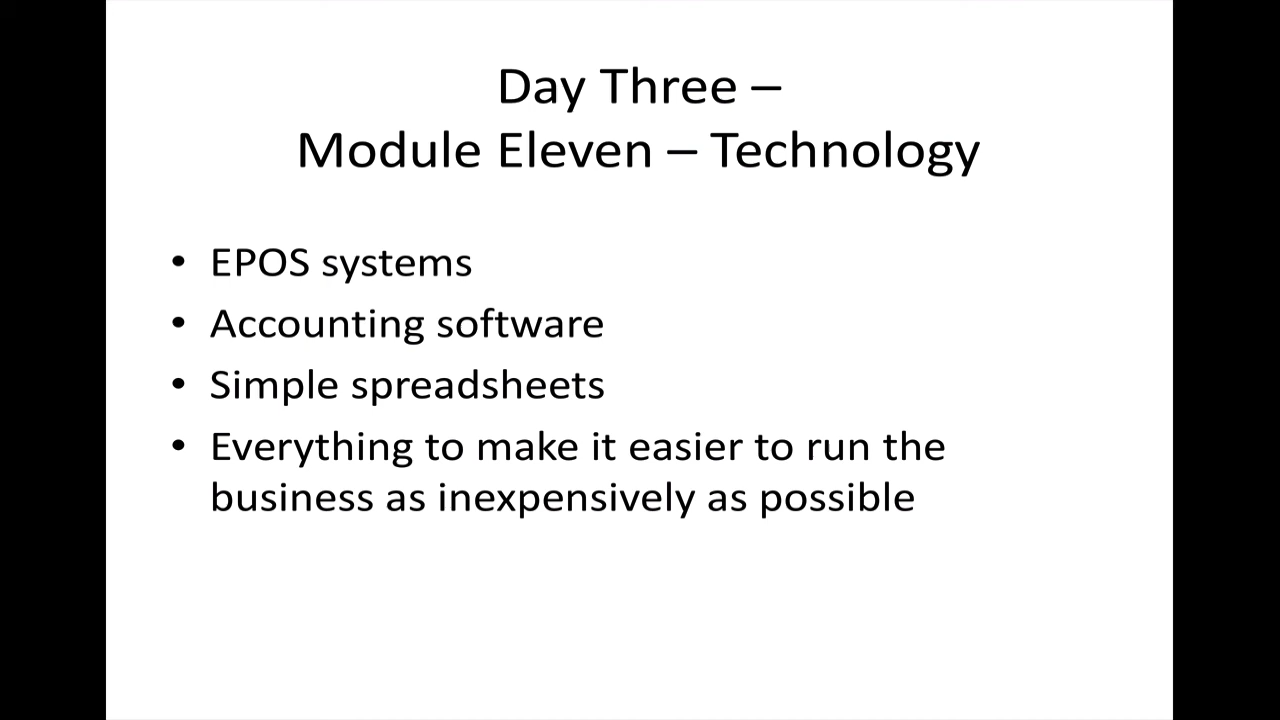 Day Three –
Module Eleven – Technology
• EPOS systems
• Accounting software
• Simple spreadsheets
• Everything to make it easier to run the
business as inexpensively as possible